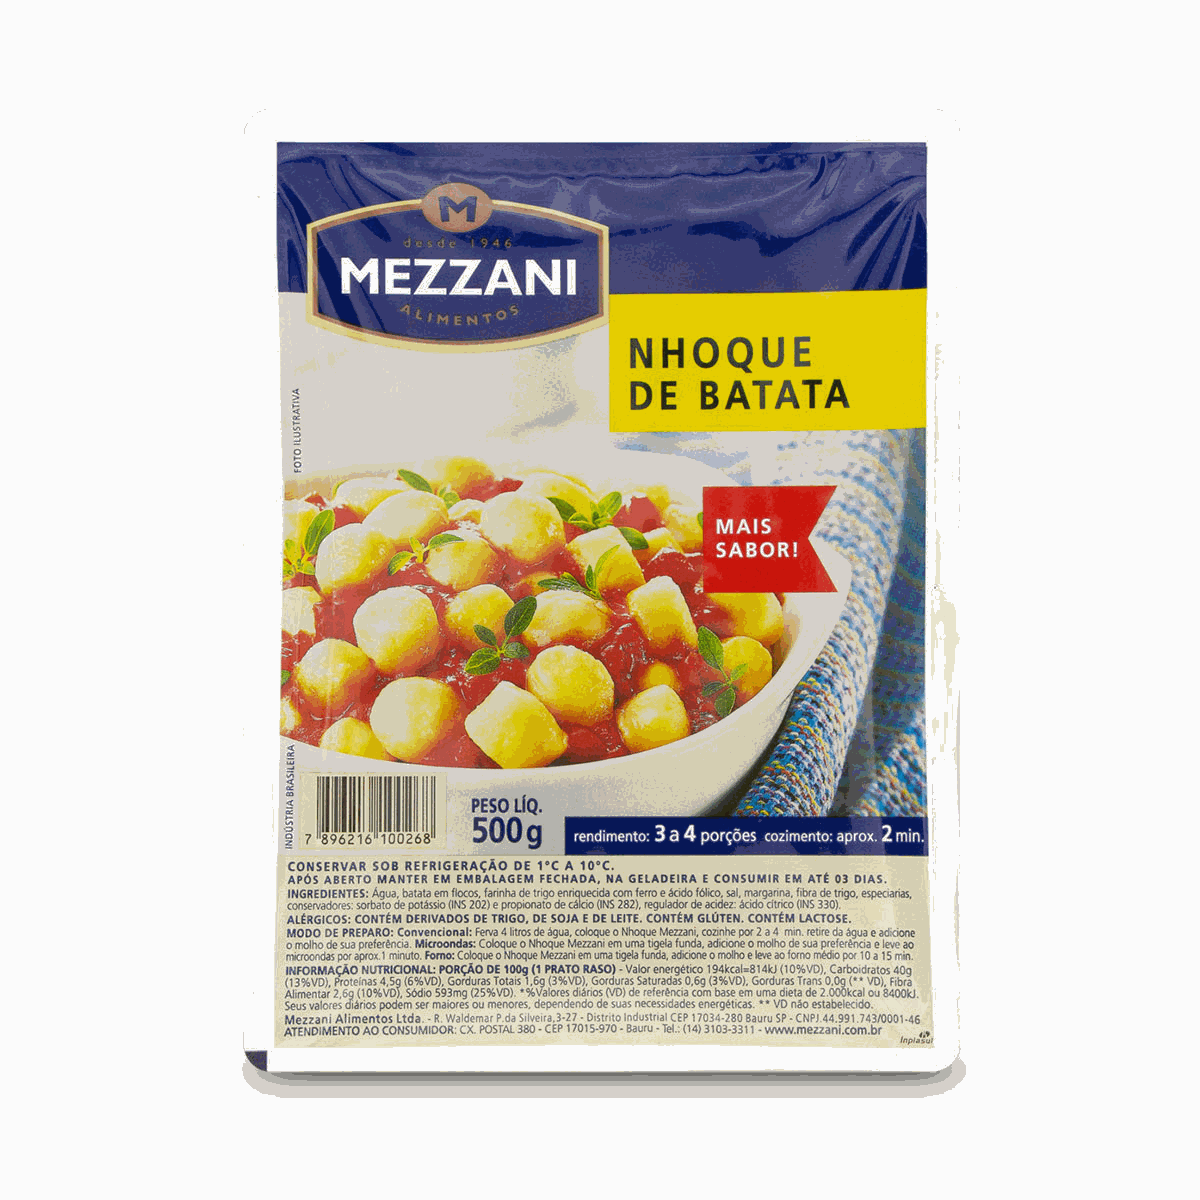 M
desde 1946
MEZZANI
ALIMENTOS
NHOQUE
DE BATATA
FOTO ILUSTRATIVA
MAIS
SABOR!
INDÚSTRIA BRASILEIRA
7 896216 100268
PESO LÍQ.
500g
rendimento: 3 a 4 porções cozimento: aprox. 2 min.
CONSERVAR SOB REFRIGERAÇÃO DE 1°C A 10°C.
APÓS ABERTO MANTER EM EMBALAGEM FECHADA, NA GELADEIRA E CONSUMIR EM ATÉ 03 DIAS.
INGREDIENTES: Água, batata em flocos, farinha de trigo enriquecida com ferro e ácido fólico, sal, margarina, fibra de trigo, especiarias,
conservadores: sorbato de potássio (INS 202) e propionato de cálcio (INS 282), regulador de acidez: ácido cítrico (INS 330).
ALÉRGICOS: CONTÉM DERIVADOS DE TRIGO, DE SOJA E DE LEITE. CONTÉM GLÚTEN. CONTÉM LACTOSE.
MODO DE PREPARO: Convencional: Ferva 4 litros de água, coloque o Nhoque Mezzani, cozinhe por 2 a 4 min. retire da água e adicione
o molho de sua preferência. Microondas: Coloque o Nhoque Mezzani em uma tigela funda, adicione o molho de sua preferência e leve ao
microondas por aprox.1 minuto. Forno: Coloque o Nhoque Mezzani em uma tigela funda, adicione o molho e leve ao forno médio por 10 a 15 min.
INFORMAÇÃO NUTRICIONAL: PORÇÃO DE 100g (1 PRATO RASO) - Valor energético 194kcal=814kJ (10%VD), Carboidratos 40g
(13%VD), Proteínas 4,5g (6%VD), Gorduras Totais 1,6g (3%VD), Gorduras Saturadas 0,6g (3%VD), Gorduras Trans 0,0g (** VD), Fibra
Alimentar 2,6g (10%VD), Sódio 593mg (25%VD). *%Valores diários (VD) de referência com base em uma dieta de 2.000kcal ou 8400kJ.
Seus valores diários podem ser maiores ou menores, dependendo de suas necessidades energéticas. ** VD não estabelecido.
Mezzani Alimentos Ltda. - R. Waldemar P.da Silveira,3-27 - Distrito Industrial CEP 17034-280 Bauru SP - CNPJ.44.991.743/0001-46
ATENDIMENTO AO CONSUMIDOR: CX. POSTAL 380 - CEP 17015-970 - Bauru - Tel.: (14) 3103-3311 - www.mezzani.com.br
Inplasul